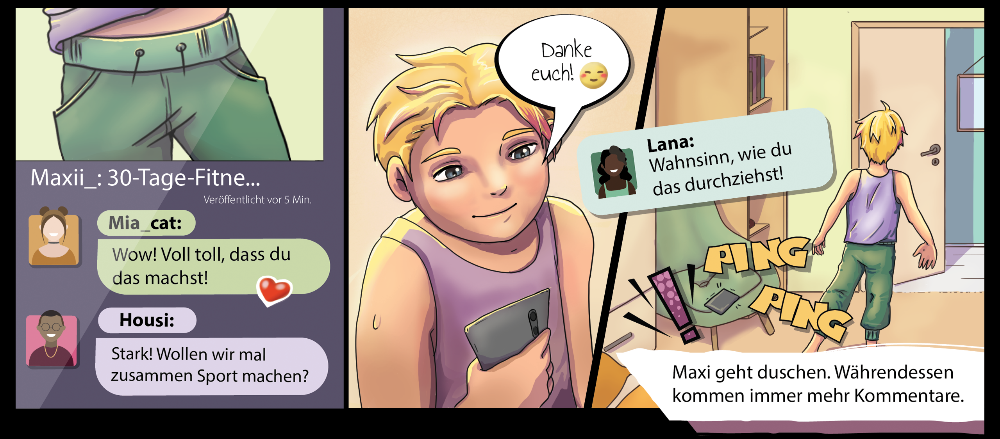 Maxii_: 30-Tage-Fitne...
Veröffentlicht vor 5 Min.
Mia_cat:
Wow! Voll toll, dass du
das machst!
Housi:
Stark! Wollen wir mal
zusammen Sport machen?
Danke
euch!
Lana:
Wahnsinn, wie du
das durchziehst!
PING
PING
!
Maxi geht duschen. Währendessen
kommen immer mehr Kommentare.